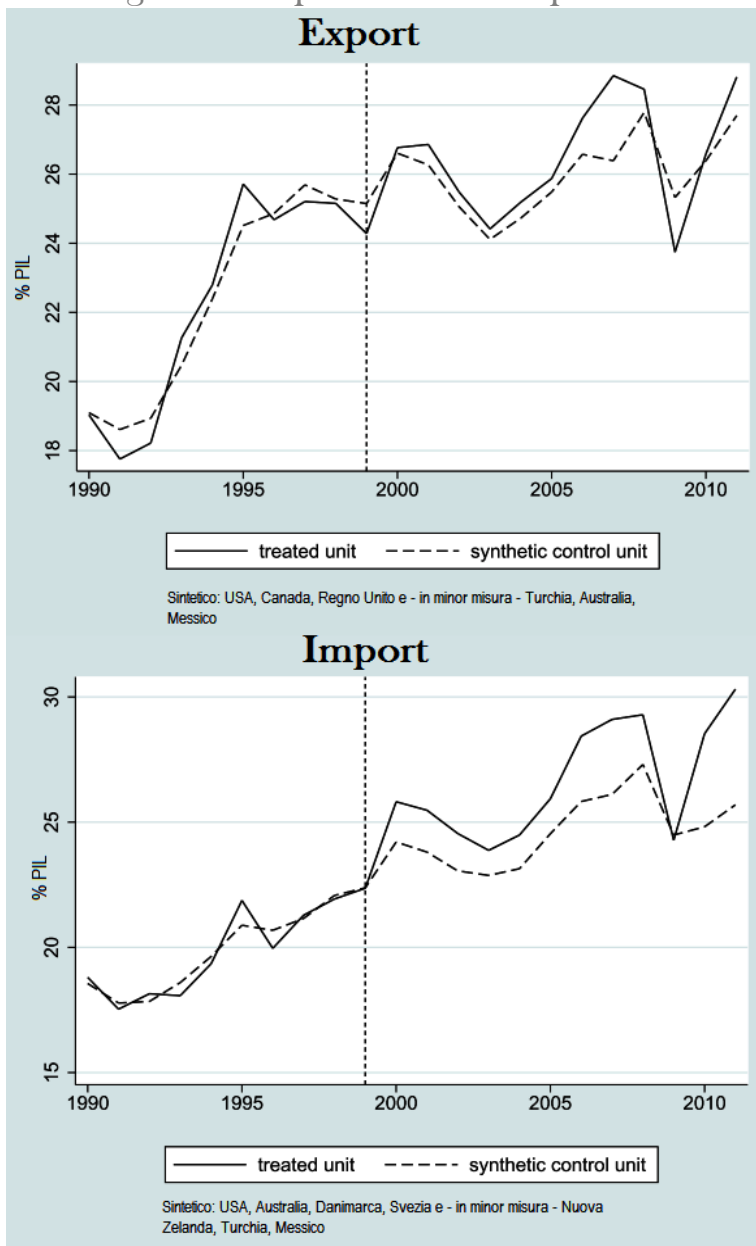 Export
28
26
24
22
20
18
% PIL
1990 1995 2000 2005 2010
treated unit synthetic control unit
Sintetico: USA, Canada, Regno Unito e - in minor misura - Turchia, Australia,
Messico
Import
30
25
20
15
% PIL
1990 1995 2000 2005 2010
treated unit synthetic control unit
Sintetico: USA, Australia, Danimarca, Svezia e - in minor misura - Nuova
Zelanda, Turchia, Messico